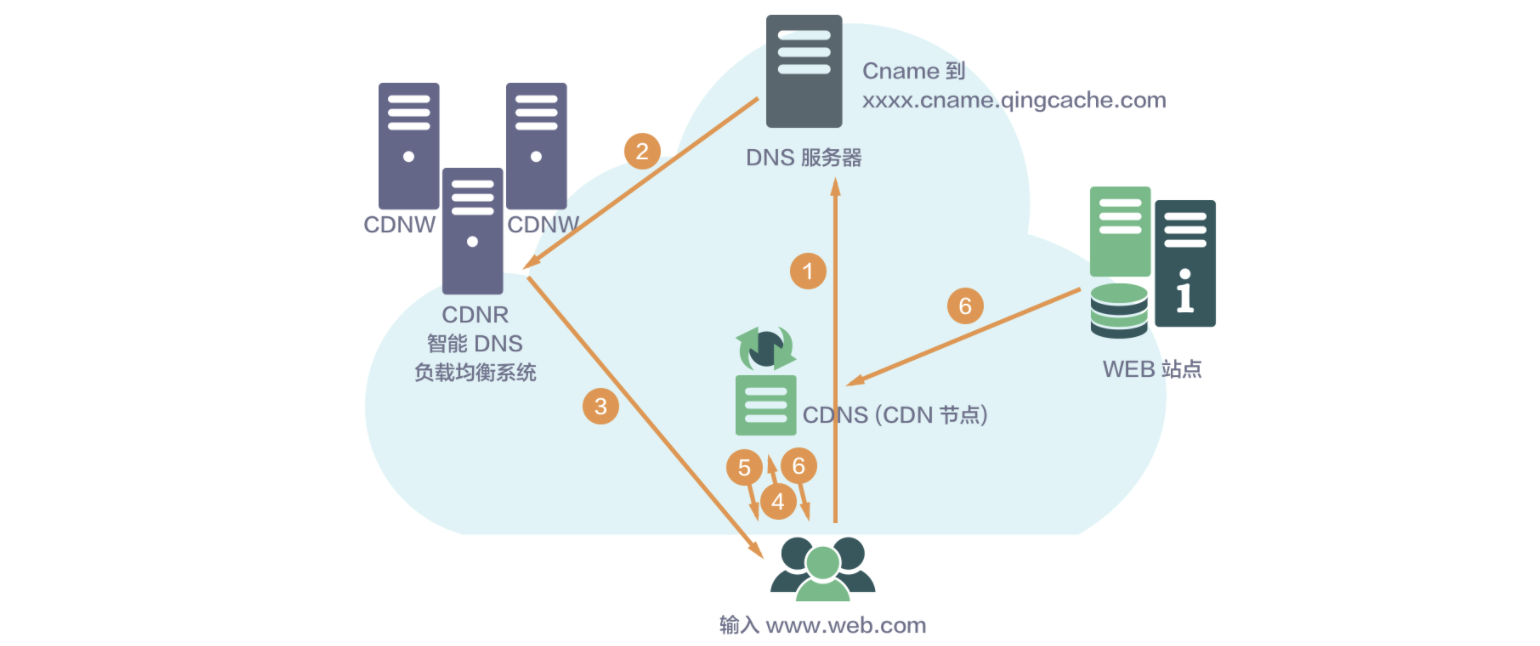 Cname 到
xxxx.cname.qingcache.com
DNS 服务器
2
CDNW
CDNW
1
CDNR
智能 DNS
负载均衡系统
6
WEB 站点
3
CDNS (CDN 节点)
5
6
4
输入 www.web.com